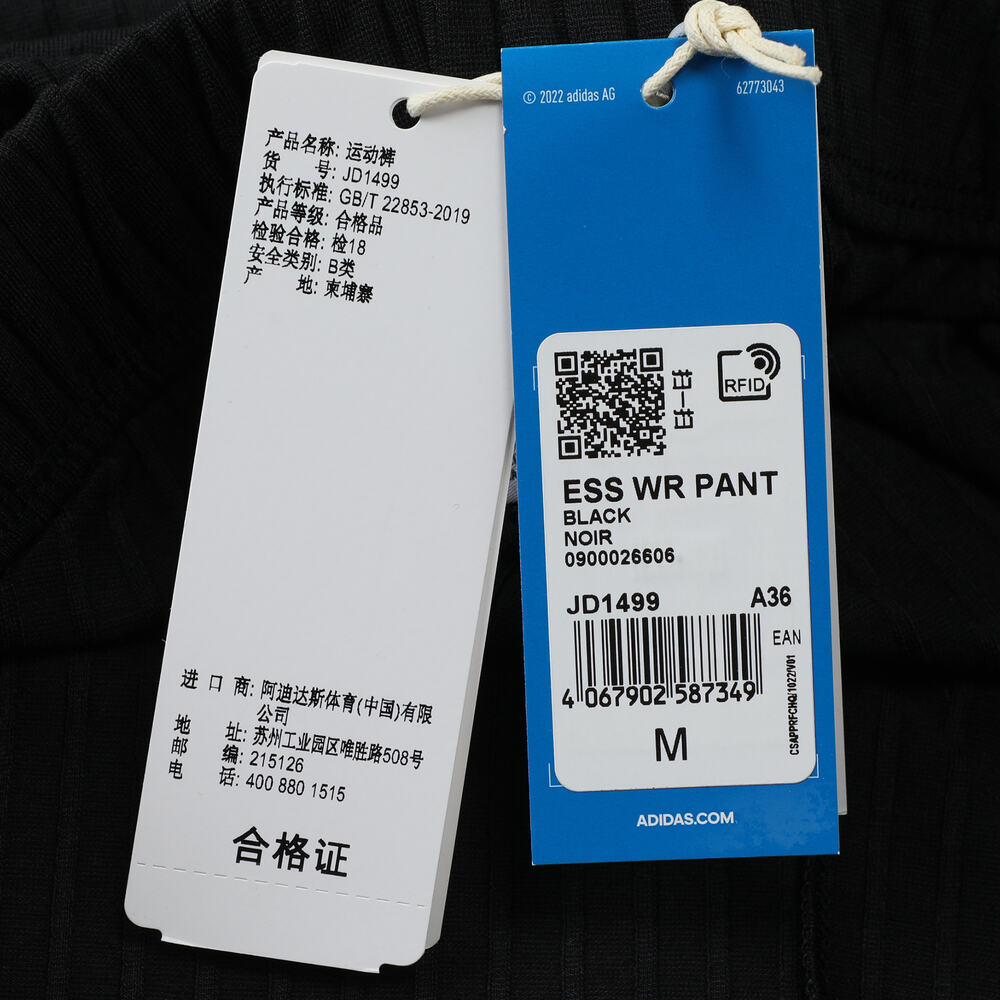 产品名称: 运动裤
货 号: JD1499
执行标准: GB/T 22853-2019
产品等级: 合格品
检验合格: 检18
安全类别: B类
产 地: 柬埔寨
进 口 商: 阿迪达斯体育(中国)有限
公司
地 址: 苏州工业园区唯胜路508号
邮 编: 215126
电 话: 400 880 1515
合格证
© 2022 adidas AG
62773043
扫一扫
RFID
ESS WR PANT
BLACK
NOIR
0900026606
JD1499 A36
EAN
4 067902 587349
CSAPPRFCHQ/1022/V01
M
ADIDAS.COM